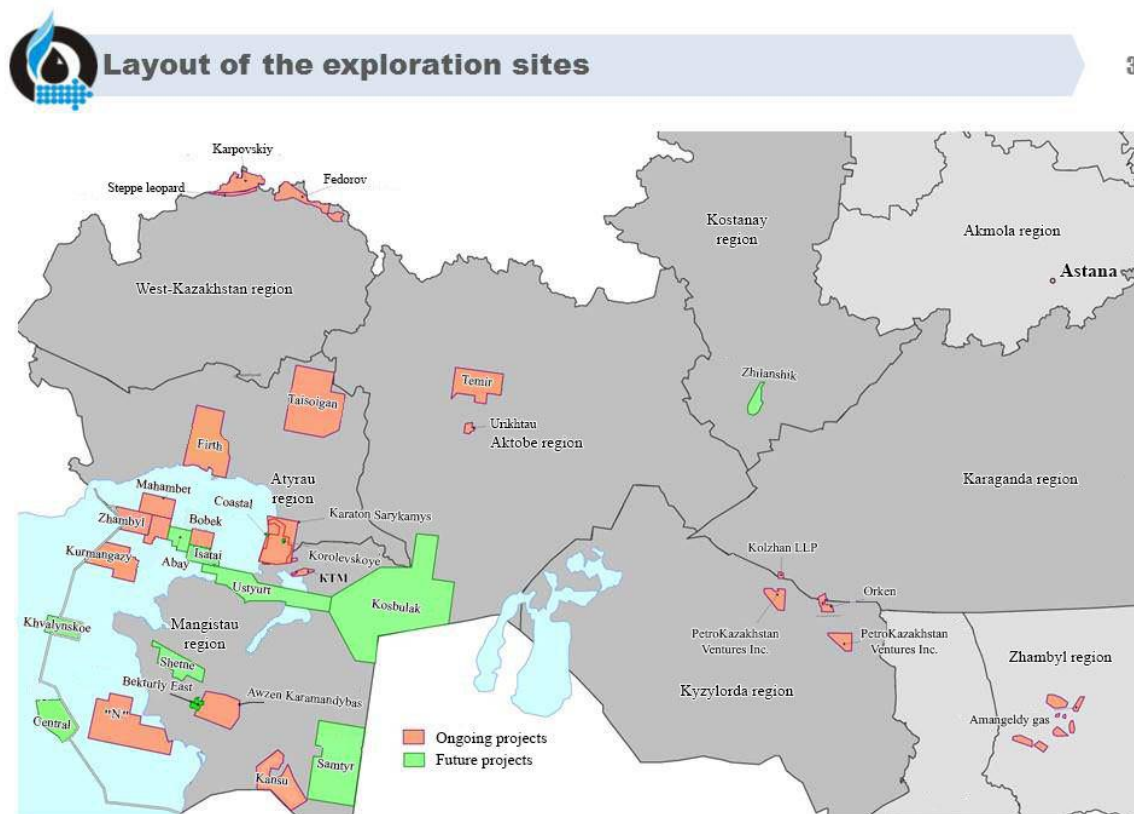 Layout of the exploration sites
3
Karpovskiy
Steppe leopard
Fedorov
Kostanay
region
Akmola region
Astana
West-Kazakhstan region
Zhilanshik
Temir
Taisoigan
Urikhtau
Aktobe region
Firth
Karaganda region
Atyrau
region
Mahambet
Coastal
Zhambyl
Bobek
Karaton Sarykamys
Kurmangazy
Isatai
Abay
Korolevskoye
KTM
Kolzhan LLP
Ustyurt
Kosbulak
Orken
Khvalynskoe
Mangistau
region
PetroKazakhstan
Ventures Inc.
PetroKazakhstan
Ventures Inc.
Zhambyl region
Bekturly East
Awzen Karamandybas
Kyzylorda region
Central
"N"
Amangeldy gas
Ongoing projects
Future projects
Samtyr
Kansu